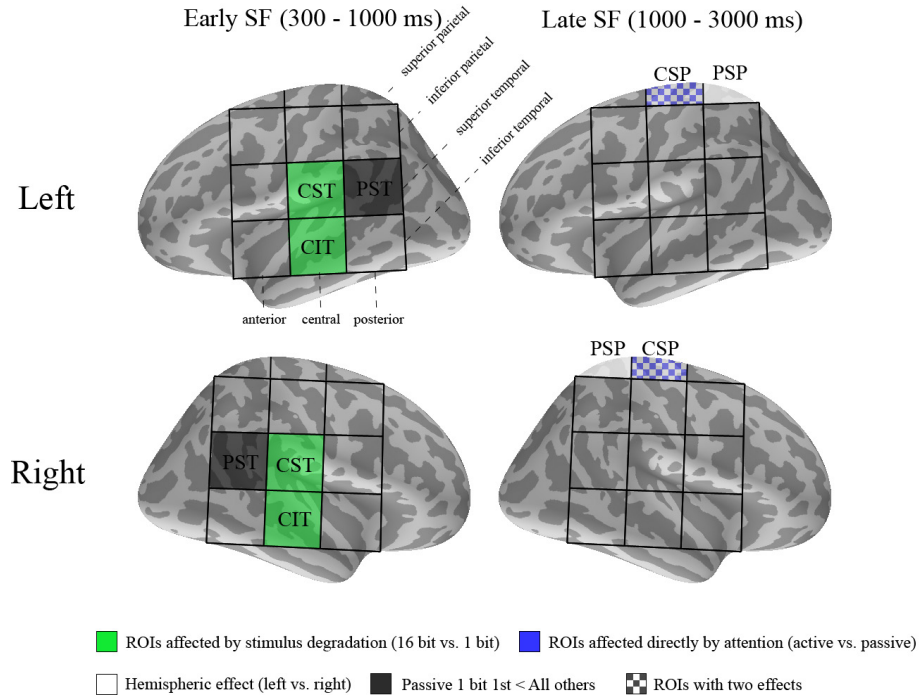 Early SF (300 - 1000 ms)
Late SF (1000 - 3000 ms)
superior parietal
inferior parietal
superior temporal
inferior temporal
CSP PSP
Left
CST PST
CIT
anterior central posterior
PSP CSP
Right
PST CST
CIT
ROIs affected by stimulus degradation (16 bit vs. 1 bit)
ROIs affected directly by attention (active vs. passive)
Hemispheric effect (left vs. right)
Passive 1 bit 1st < All others
ROIs with two effects